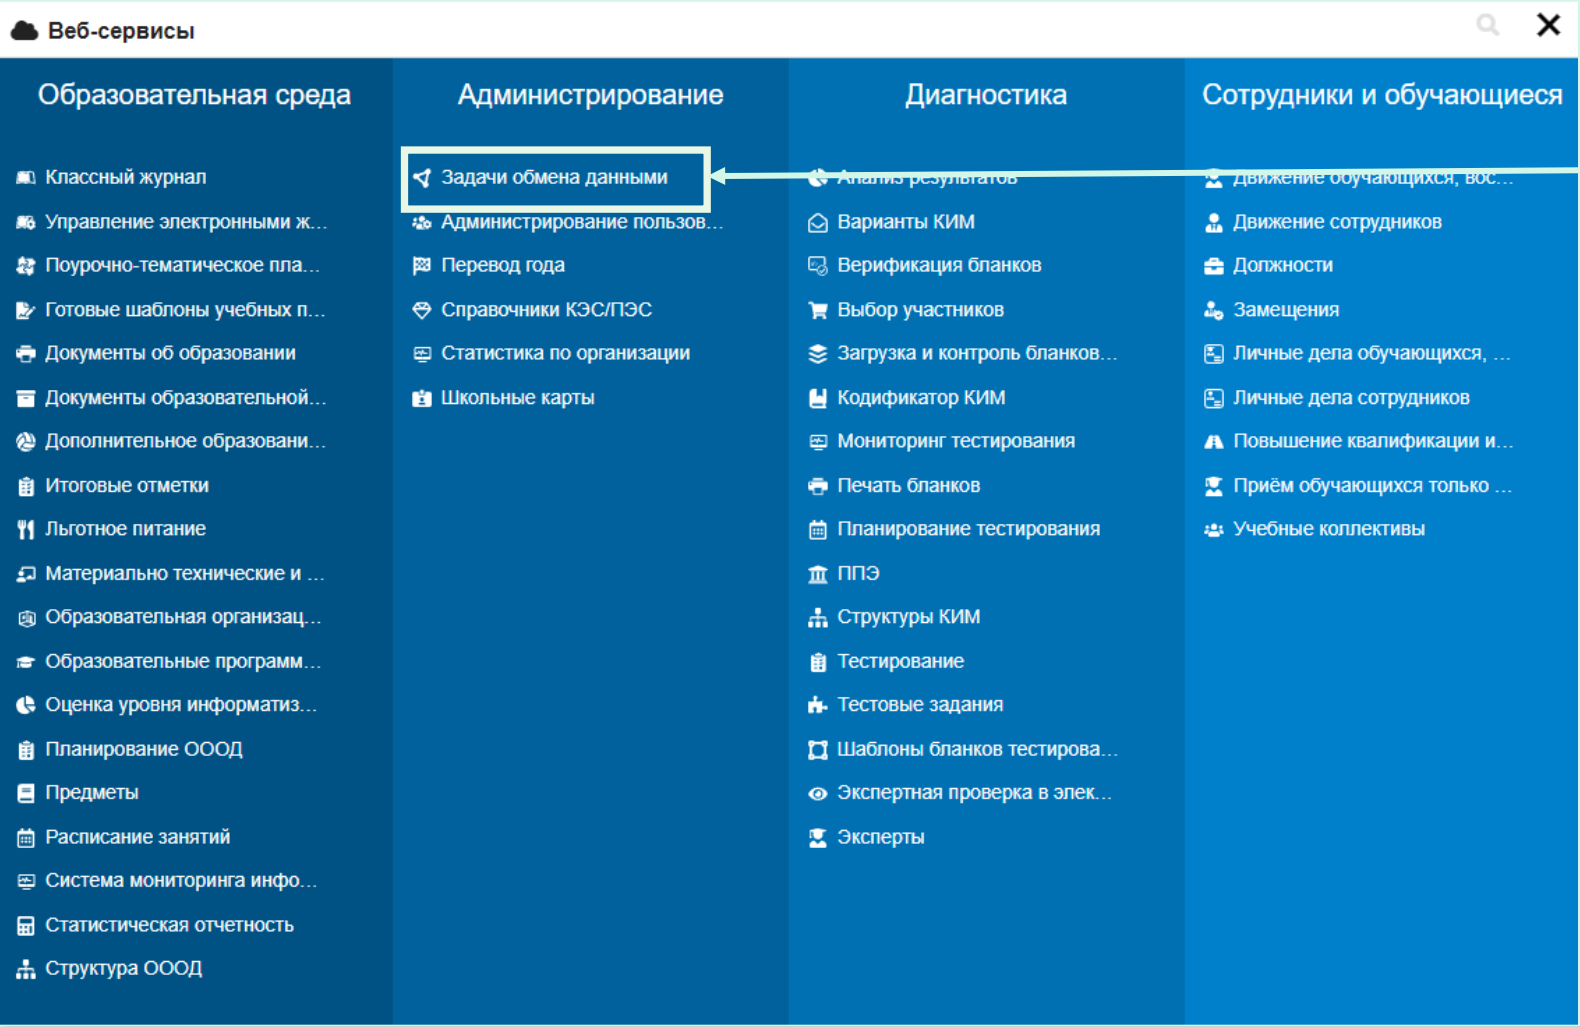 Веб-сервисы
Образовательная среда
Классный журнал
Управление электронными ж...
Поурочно-тематическое пла...
Готовые шаблоны учебных п...
Документы об образовании
Документы образовательной...
Дополнительное образовани...
Итоговые отметки
Льготное питание
Материально технические и ...
Образовательная организац...
Образовательные программ...
Оценка уровня информатиз...
Планирование ОООД
Предметы
Расписание занятий
Система мониторинга инфо...
Статистическая отчетность
Структура ОООД
Администрирование
Задачи обмена данными
Администрирование пользов...
Перевод года
Справочники КЭС/ПЭС
Статистика по организации
Школьные карты
Диагностика
Анализ результатов
Варианты КИМ
Верификация бланков
Выбор участников
Загрузка и контроль бланков...
Кодификатор КИМ
Мониторинг тестирования
Печать бланков
Планирование тестирования
ППЭ
Структуры КИМ
Тестирование
Тестовые задания
Шаблоны бланков тестирова...
Экспертная проверка в элек...
Эксперты
Сотрудники и обучающиеся
Движение обучающихся, вос...
Движение сотрудников
Должности
Замещения
Личные дела обучающихся, ...
Личные дела сотрудников
Повышение квалификации и...
Приём обучающихся только ...
Учебные коллективы